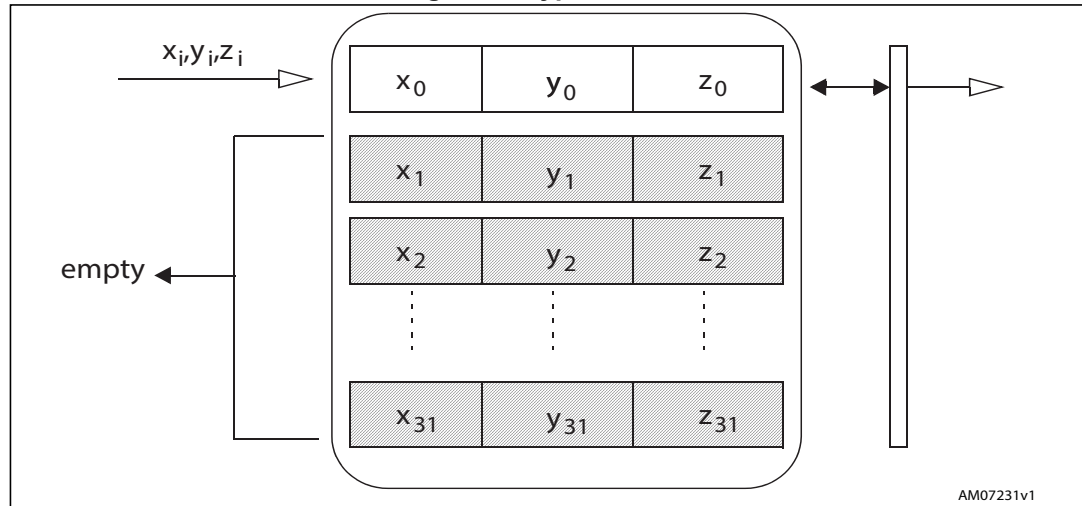 xi,yi,zi
x0 y0 z0
x1 y1 z1
x2 y2 z2
empty
x31 y31 z31
AM07231v1